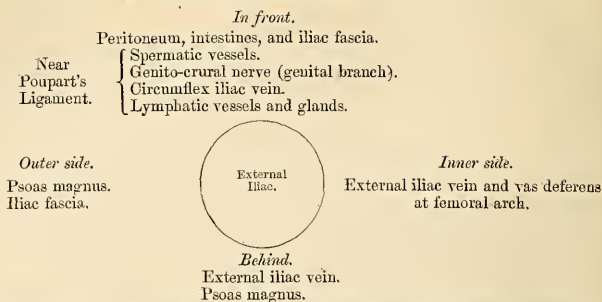 In front.
Peritoneum, intestines, and iliac fascia.
Near
Poupart's
Ligament.
Spermatic vessels.
Genito-crural nerve (genital branch).
Circumflex iliac vein.
Lymphatic vessels and glands.
Outer side.
Psoas magnus.
Iliac fascia.
External
Iliac.
Inner side.
External iliac vein and vas deferens
at femoral arch.
Behind.
External iliac vein.
Psoas magnus.